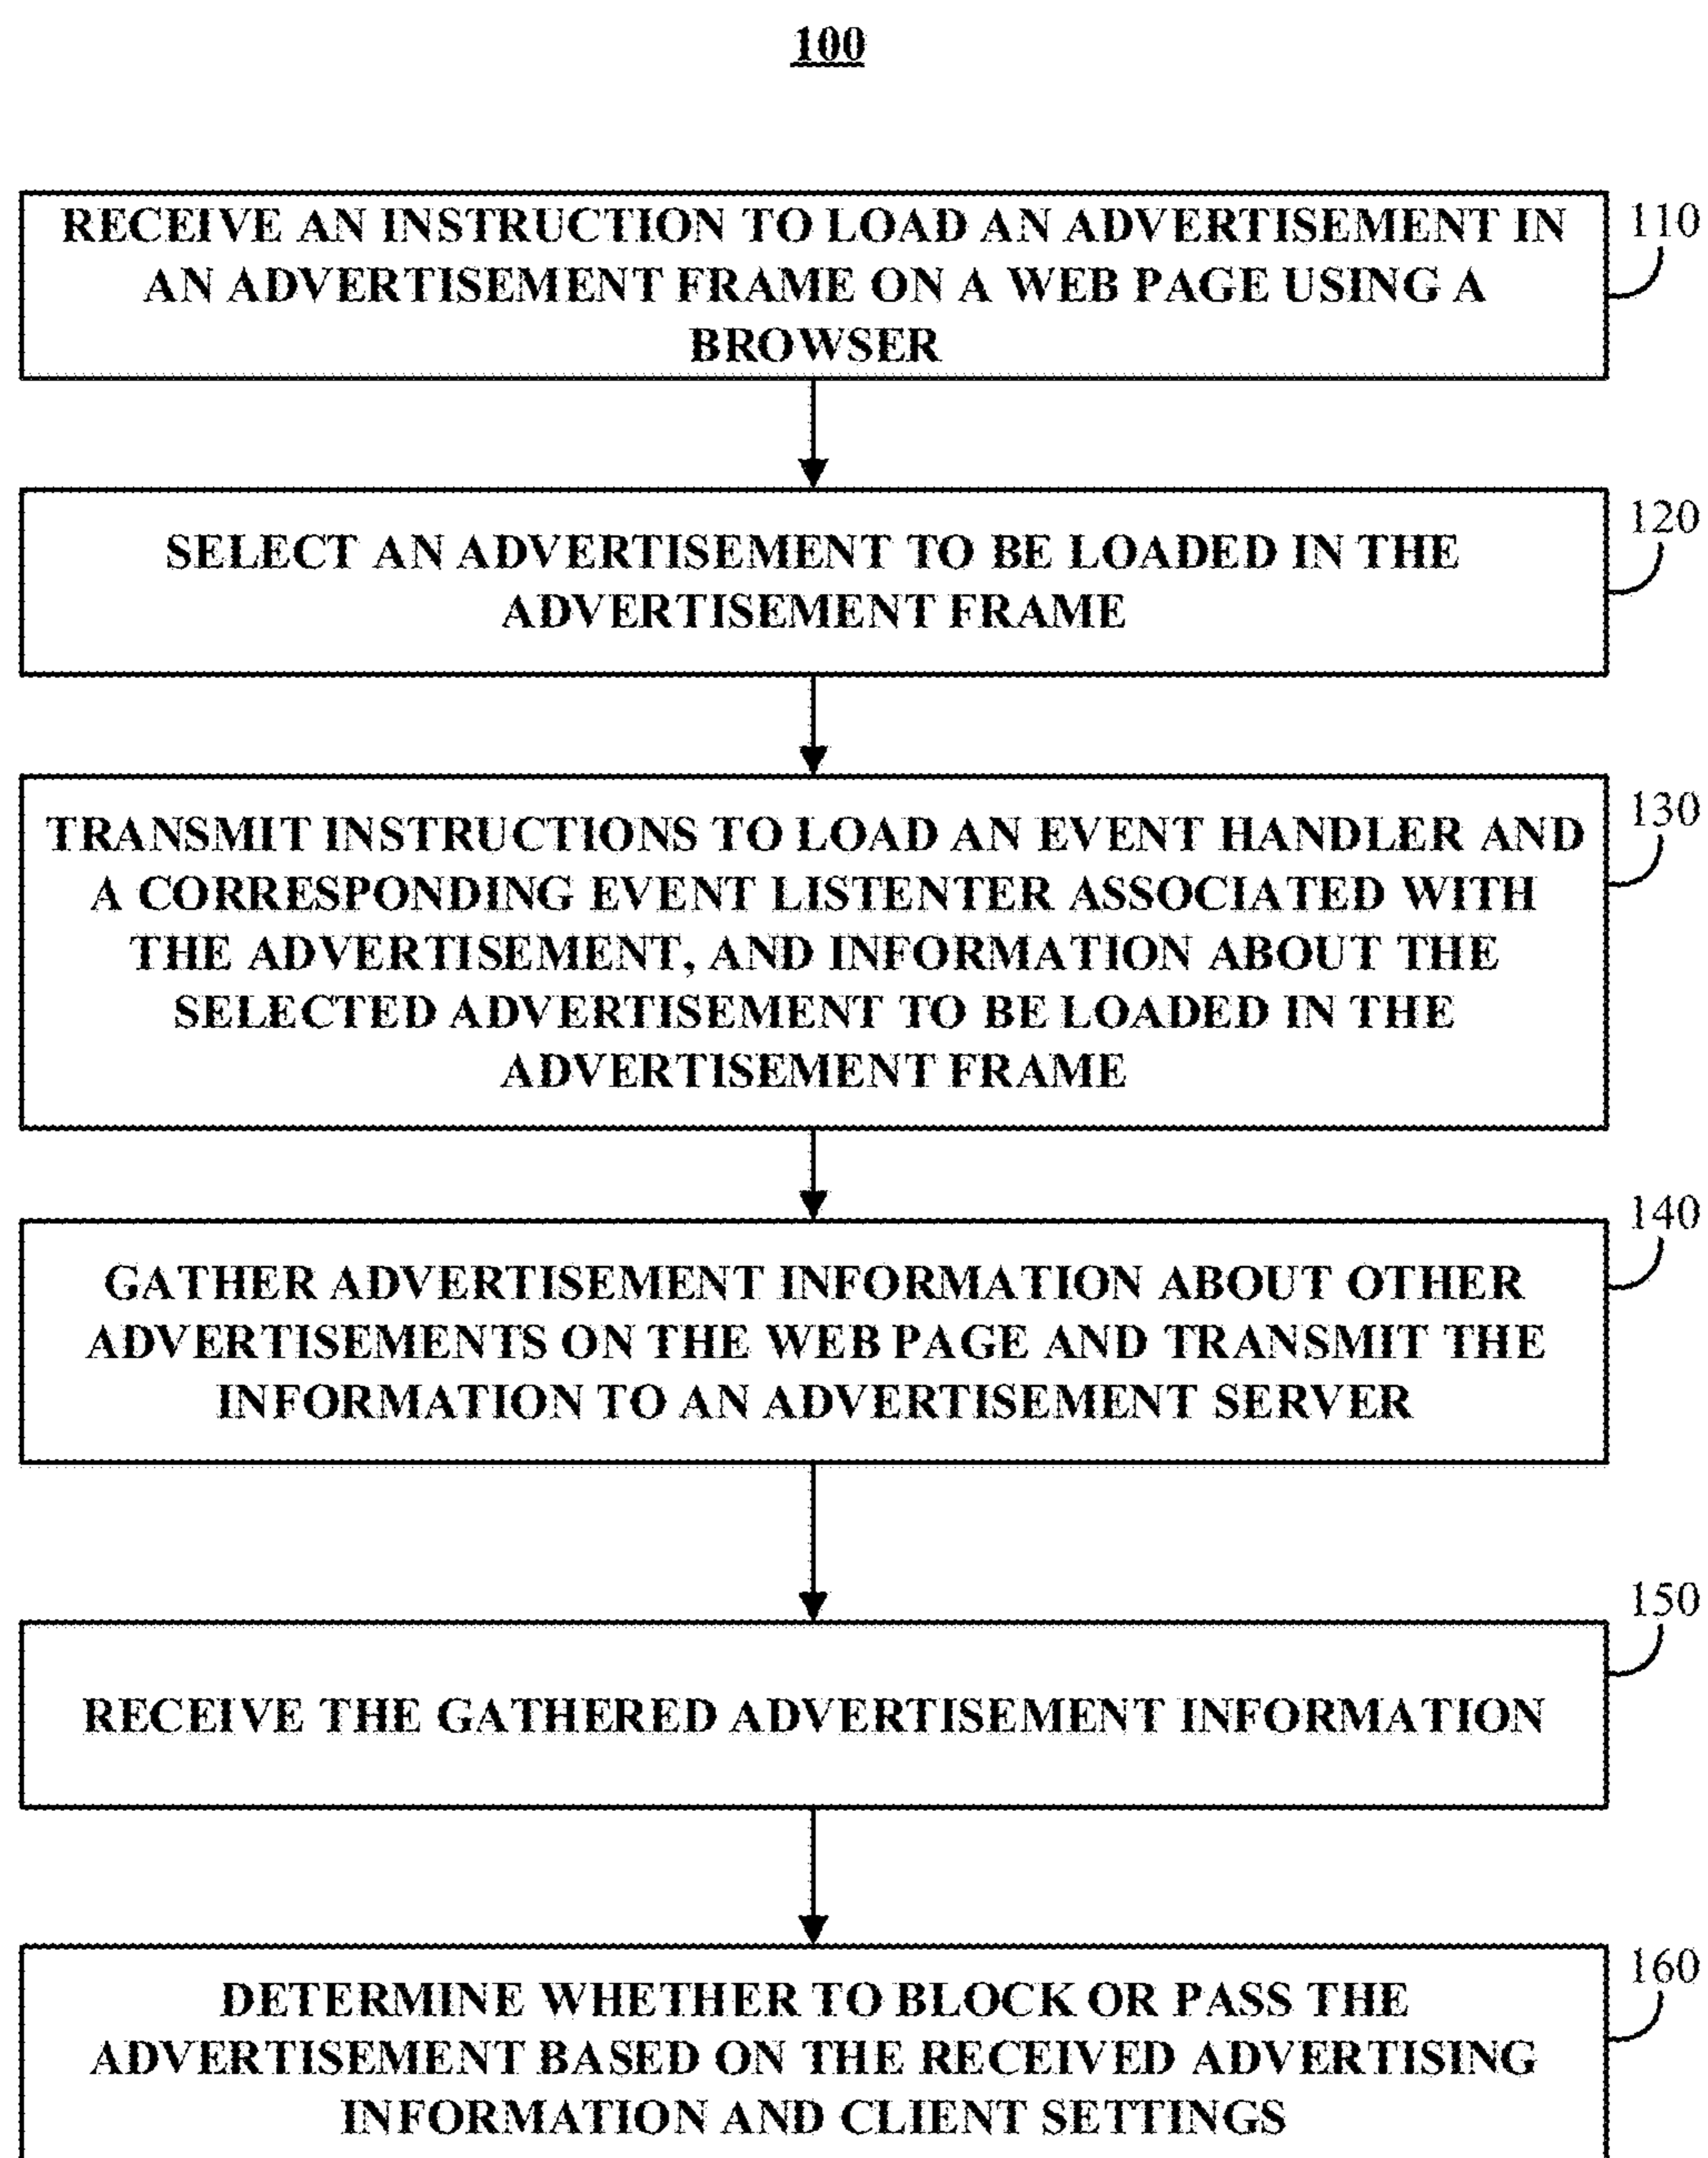 100
RECEIVE AN INSTRUCTION TO LOAD AN ADVERTISEMENT IN
AN ADVERTISEMENT FRAME ON A WEB PAGE USING A
BROWSER
110
SELECT AN ADVERTISEMENT TO BE LOADED IN THE
ADVERTISEMENT FRAME
120
TRANSMIT INSTRUCTIONS TO LOAD AN EVENT HANDLER AND
A CORRESPONDING EVENT LISTENTER ASSOCIATED WITH
THE ADVERTISEMENT, AND INFORMATION ABOUT THE
SELECTED ADVERTISEMENT TO BE LOADED IN THE
ADVERTISEMENT FRAME
130
GATHER ADVERTISEMENT INFORMATION ABOUT OTHER
ADVERTISEMENTS ON THE WEB PAGE AND TRANSMIT THE
INFORMATION TO AN ADVERTISEMENT SERVER
140
RECEIVE THE GATHERED ADVERTISEMENT INFORMATION
150
DETERMINE WHETHER TO BLOCK OR PASS THE
ADVERTISEMENT BASED ON THE RECEIVED ADVERTISING
INFORMATION AND CLIENT SETTINGS
160